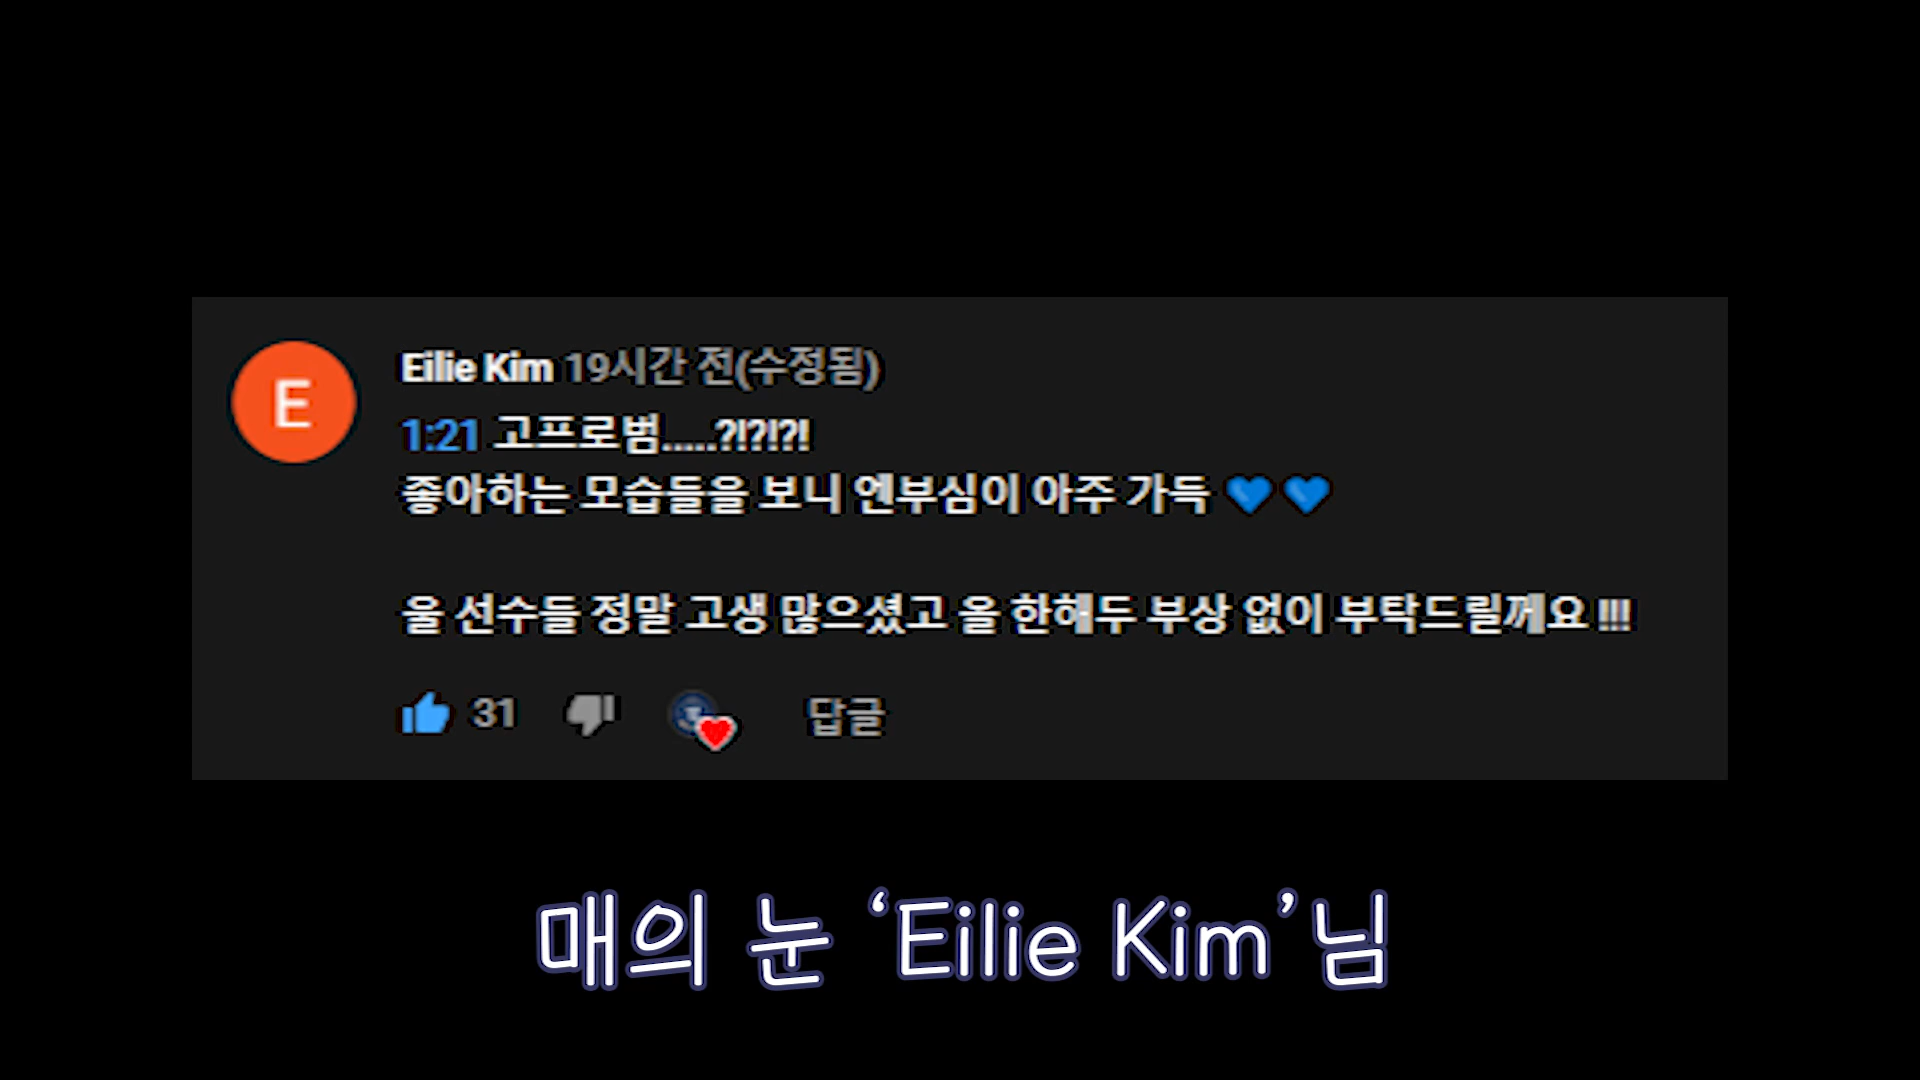 E
Eilie Kim 19시간 전(수정됨)
1:21 고프로범.....?!?!?!
좋아하는 모습들을 보니 엔부심이 아주 가득 💙💙
울 선수들 정말 고생 많으셨고 올 한해두 부상 없이 부탁드릴께요 !!!
31 답글
매의 눈 ‘Eilie Kim’님